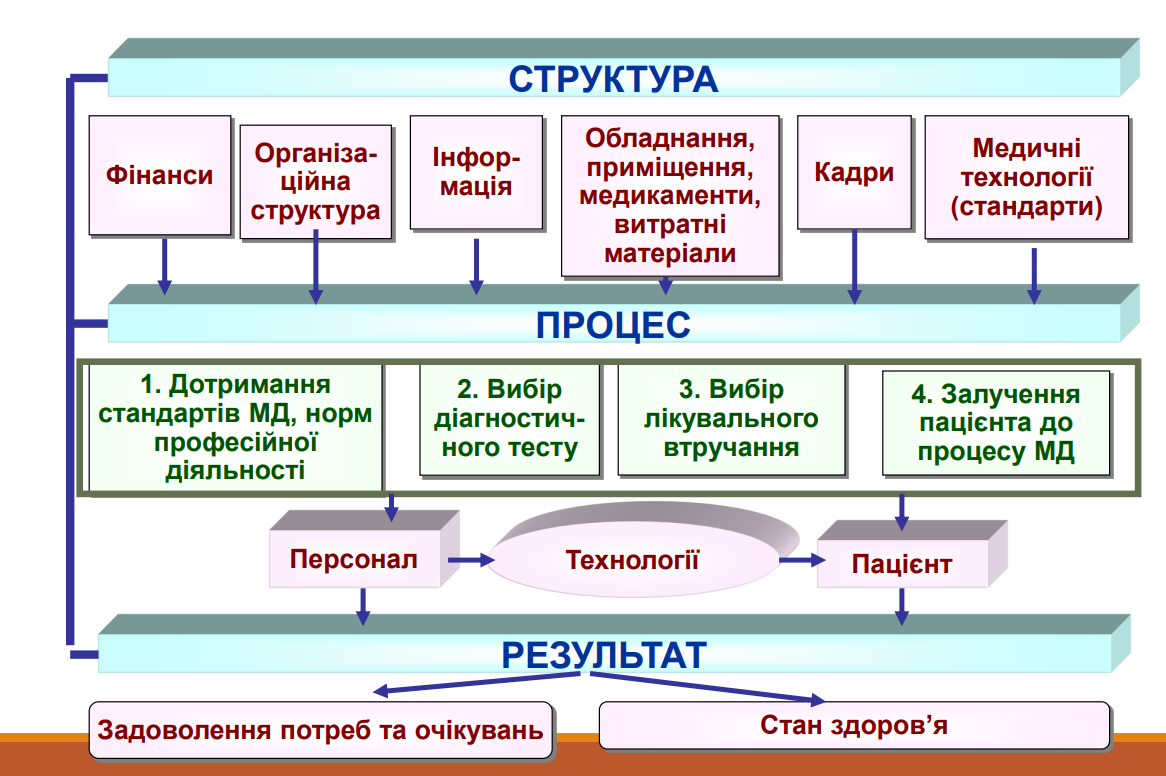 СТРУКТУРА
Фінанси
Організа-
ційна
структура
Інфор-
мація
Обладнання,
приміщення,
медикаменти,
витратні
матеріали
Кадри
Медичні
технології
(стандарти)
ПРОЦЕС
1. Дотримання
стандартів МД, норм
професійної
діяльності
2. Вибір
діагностич-
ного тесту
3. Вибір
лікувального
втручання
4. Залучення
пацієнта до
процесу МД
Персонал
Технології
Пацієнт
РЕЗУЛЬТАТ
Задоволення потреб та очікувань
Стан здоров’я